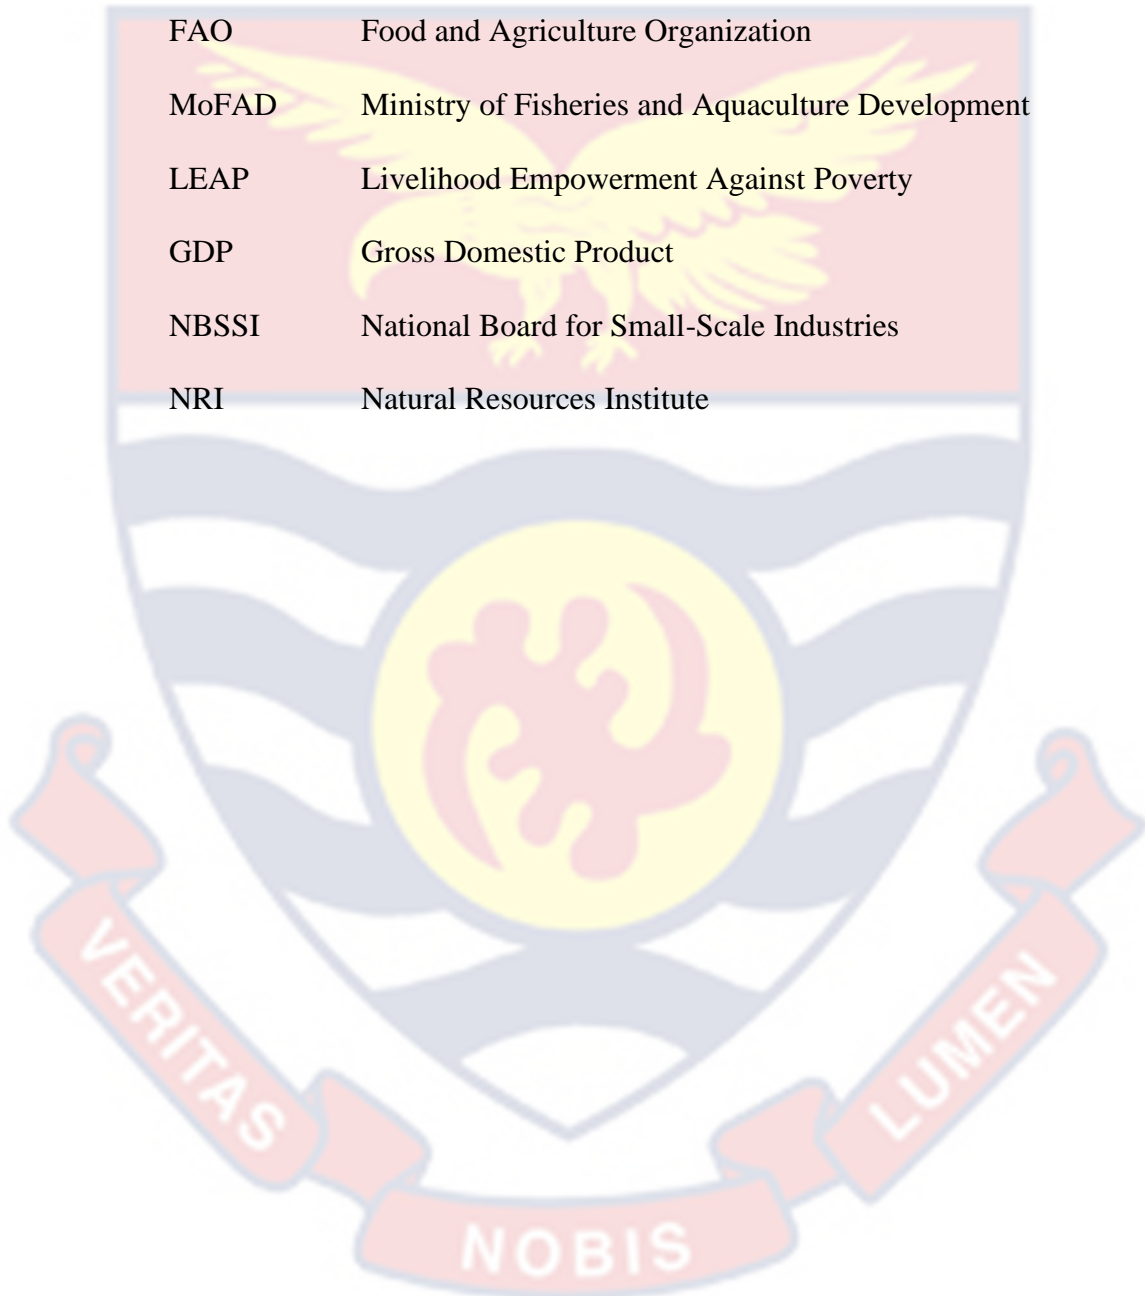 FAO Food and Agriculture Organization
MoFAD Ministry of Fisheries and Aquaculture Development
LEAP Livelihood Empowerment Against Poverty
GDP Gross Domestic Product
NBSSI National Board for Small-Scale Industries
NRI Natural Resources Institute
VERITAS
NOBIS
LUMEN